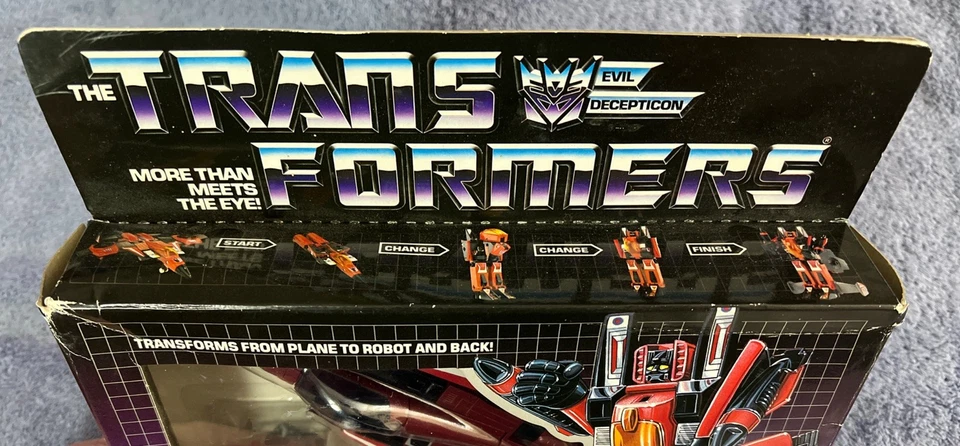 THE TRANS
EVIL
DECEPTICON
FORMERS®
MORE THAN
MEETS
THE EYE!
START
CHANGE
CHANGE
FINISH
TRANSFORMS FROM PLANE TO ROBOT AND BACK!